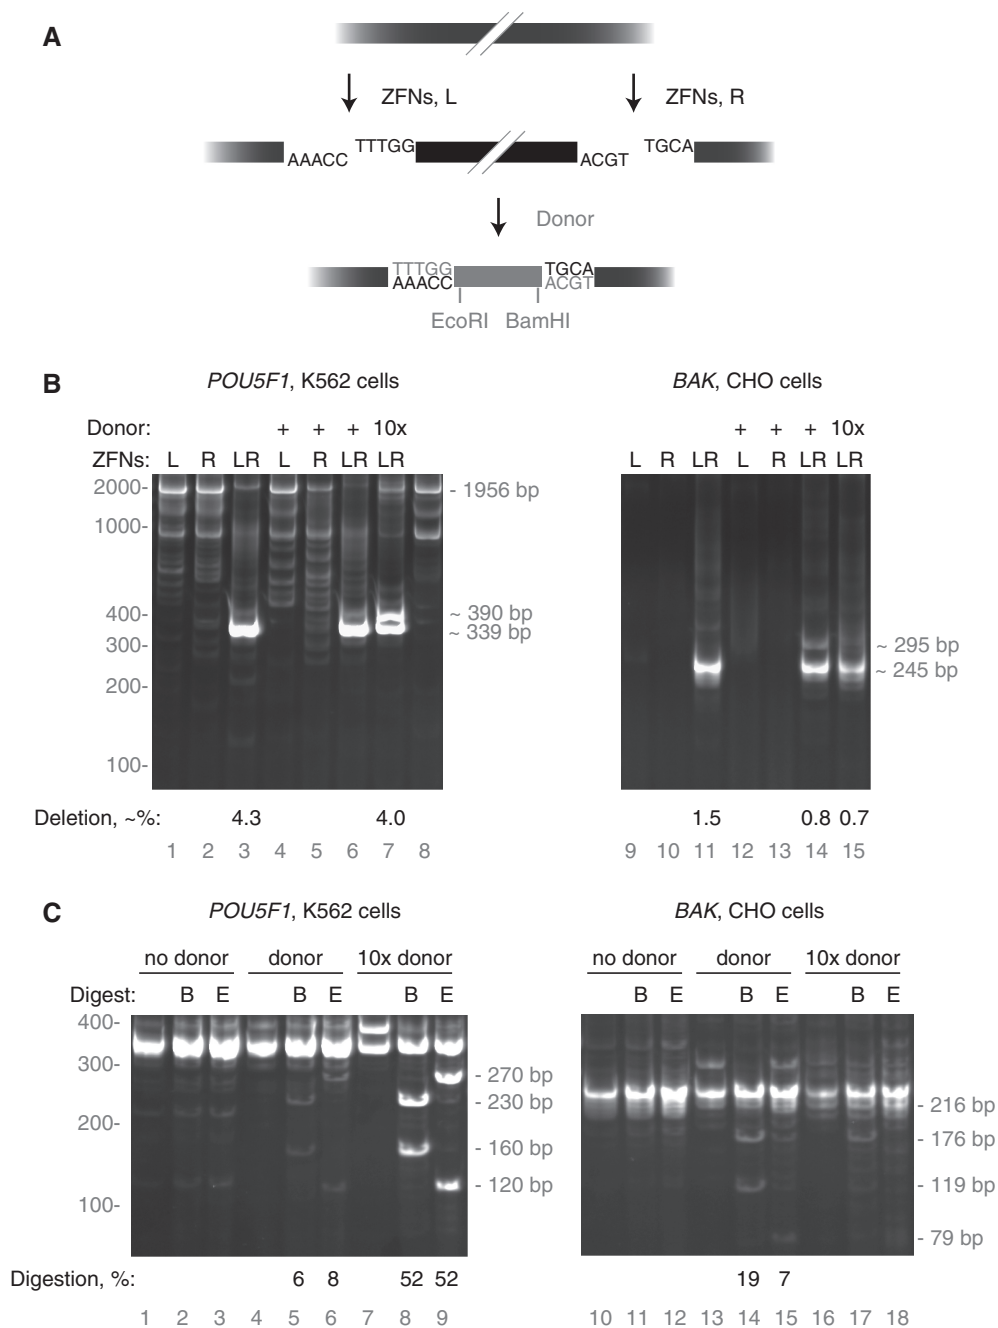 A
ZFNs, L
ZFNs, R
TTTGG
AAACC
TGCA
ACGT
Donor
TTTGG
AAACC
TGCA
ACGT
EcoRI
BamHI
B
POU5F1, K562 cells
BAK, CHO cells
Donor: + + + 10x
+ + + 10x
ZFNs: L R LR L R LR LR
L R LR L R LR LR
2000-
1000-
400-
300-
200-
100-
- 1956 bp
~ 390 bp
~ 339 bp
~ 295 bp
~ 245 bp
Deletion, ~%: 4.3 4.0
1.5 0.8 0.7
1 2 3 4 5 6 7 8
9 10 11 12 13 14 15
C
POU5F1, K562 cells
BAK, CHO cells
no donor donor 10x donor
no donor donor 10x donor
Digest: B E B E B E
B E B E B E
400-
300-
200-
100-
- 270 bp
- 230 bp
- 160 bp
- 120 bp
- 216 bp
- 176 bp
- 119 bp
- 79 bp
Digestion, %: 6 8 52 52
19 7
1 2 3 4 5 6 7 8 9
10 11 12 13 14 15 16 17 18